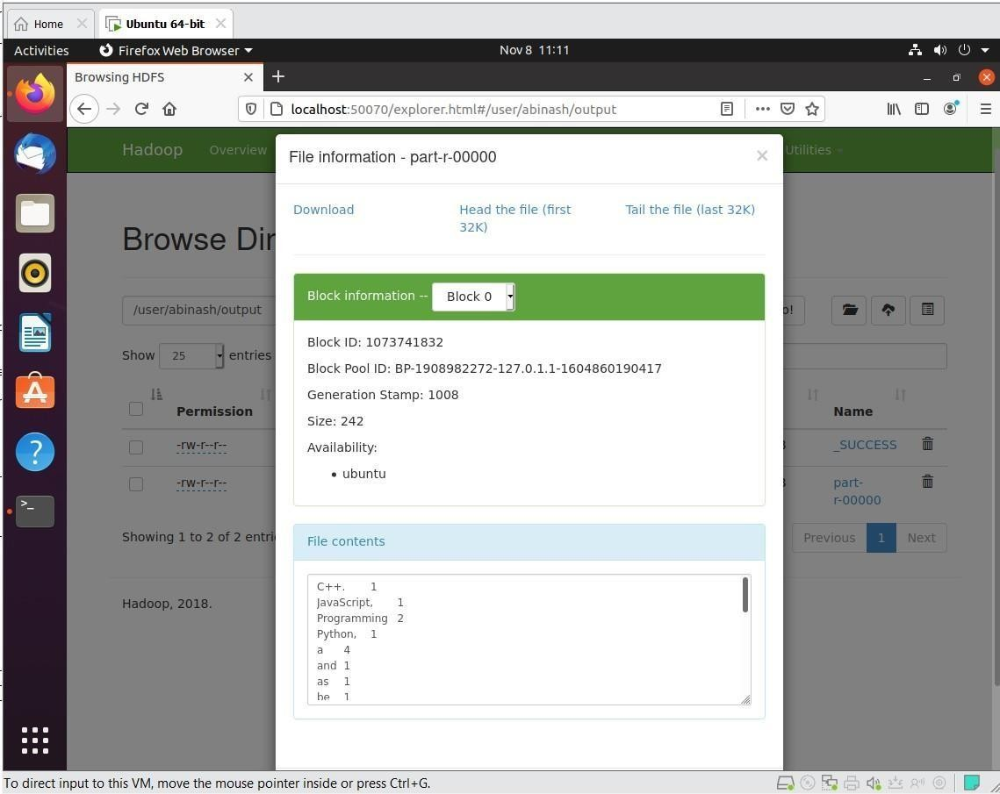 Home
Ubuntu 64-bit
Activities
Firefox Web Browser
Nov 8 11:11
Browsing HDFS
localhost:50070/explorer.html#/user/abinash/output
Hadoop
Overview
Utilities
File information - part-r-00000
Download
Head the file (first
32K)
Tail the file (last 32K)
Browse Dir
Block information --
Block 0
/user/abinash/output
o!
Block ID: 1073741832
Show
25
entries
Block Pool ID: BP-1908982272-127.0.1.1-1604860190417
Generation Stamp: 1008
Permission
Name
Size: 242
-rw-r--r--
Availability:
_SUCCESS
ubuntu
-rw-r--r--
part-
r-00000
Showing 1 to 2 of 2 entri
Previous
1
Next
File contents
C++. 1
JavaScript, 1
Hadoop, 2018.
Programming 2
Python, 1
a 4
and 1
as 1
be 1
>_
To direct input to this VM, move the mouse pointer inside or press Ctrl+G.